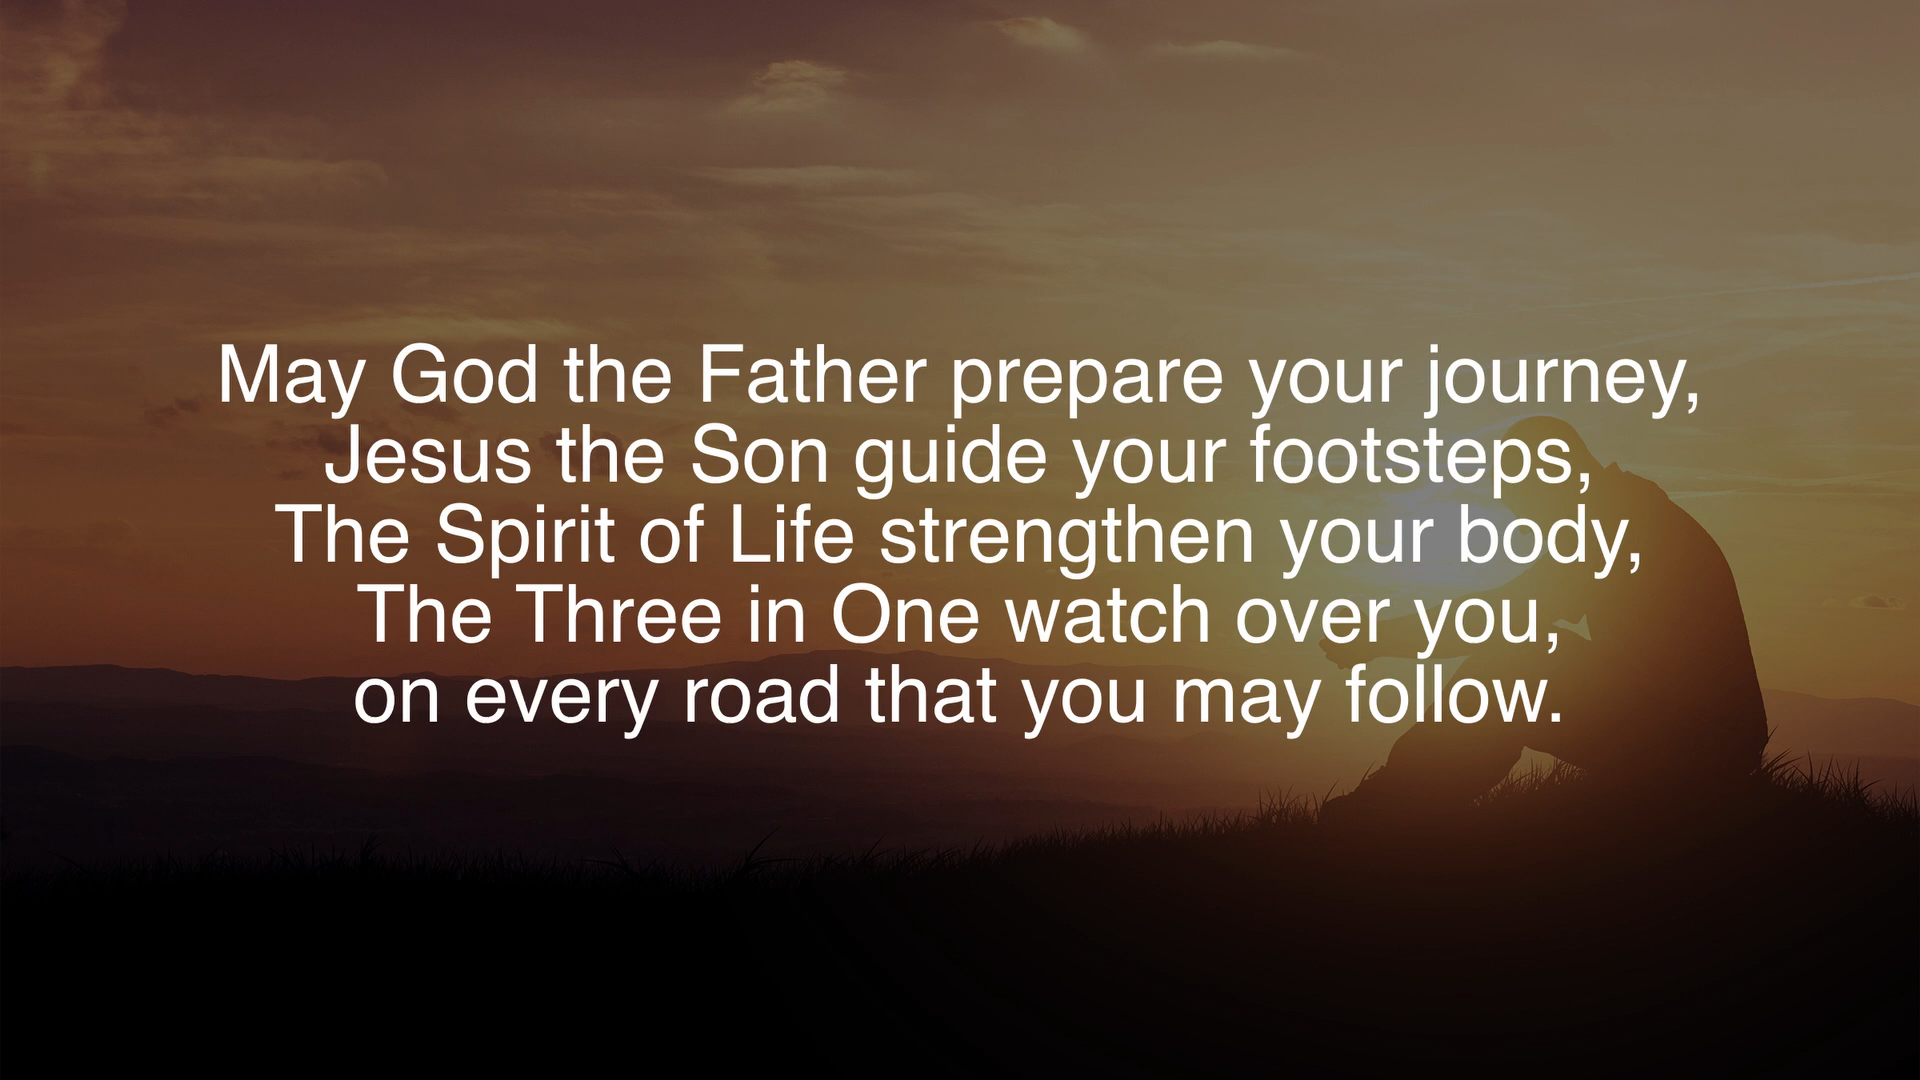 May God the Father prepare your journey,
Jesus the Son guide your footsteps,
The Spirit of Life strengthen your body,
The Three in One watch over you,
on every road that you may follow.